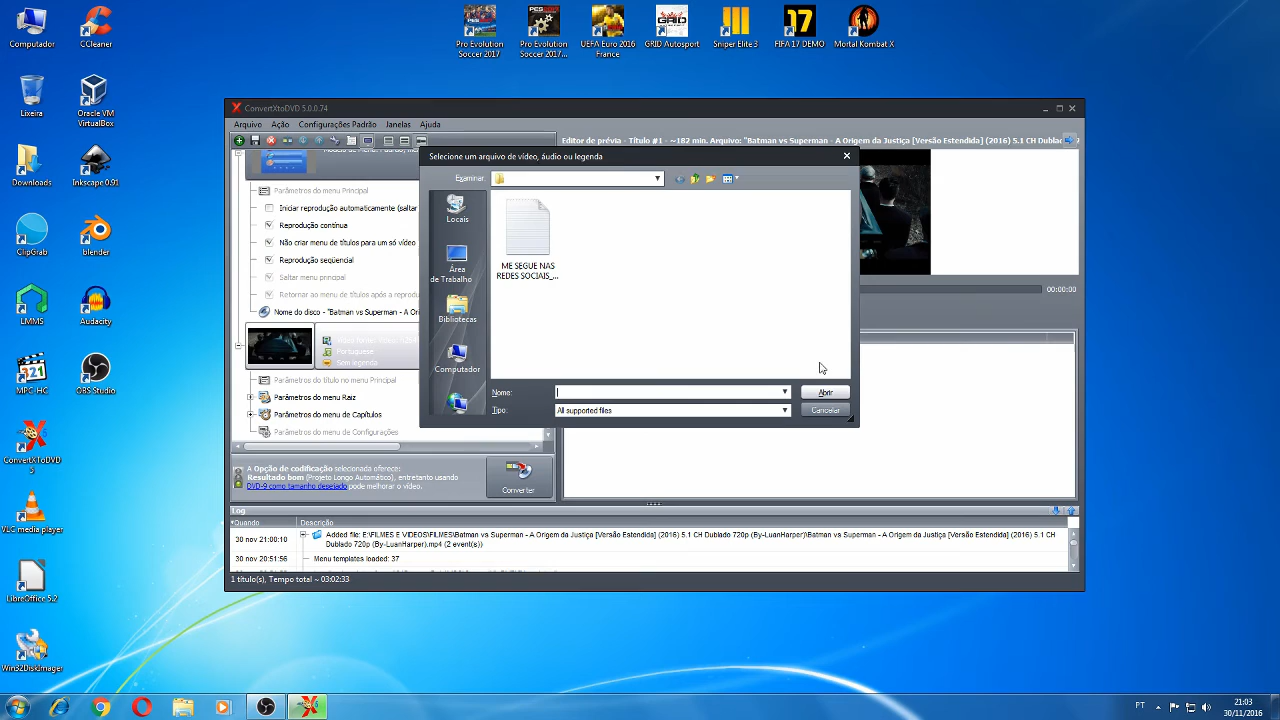 Computador
CCleaner
Pro Evolution
Soccer 2017
Pro Evolution
Soccer 2017...
UEFA Euro 2016
France
GRID Autosport
Sniper Elite 3
FIFA 17 DEMO
Mortal Kombat X
Lixeira
Oracle VM
VirtualBox
Downloads
Inkscape 0.91
ClipGrab
blender
LMMS
Audacity
MPC-HC
OBS Studio
ConvertXToDVD
5
VLC media player
LibreOffice 5.2
Win32DiskImager
ConvertXtoDVD 5.0.0.74
Arquivo Ação Configurações Padrão Janelas Ajuda
Editor de prévia - Título #1 - ~182 min. Arquivo: "Batman vs Superman - A Origem da Justiça [Versão Estendida] (2016) 5.1 CH Dublac
Parâmetros do menu Principal
Iniciar reprodução automaticamente (saltar
Reprodução contínua
Não criar menu de títulos para um só vídeo
Reprodução seqüencial
Saltar menu principal
Retornar ao menu de títulos após a reprodu
Nome do disco - "Batman vs Superman - A Ori
Portuguese
Sem legenda
Parâmetros do título no menu Principal
Parâmetros do menu Raiz
Parâmetros do menu de Capítulos
Parâmetros do menu de Configurações
Selecione um arquivo de vídeo, áudio ou legenda
Examinar:
Locais
Área
de Trabalho
Bibliotecas
Computador
ME SEGUE NAS
REDES SOCIAIS_...
Nome:
Abrir
Tipo:
All supported files
Cancelar
00:00:00
A Opção de codificação selecionada oferece:
Resultado bom (Projeto Longo Automático), entretanto usando
DVD-9 como tamanho desejado pode melhorar o vídeo.
Converter
Log
Quando
Descrição
30 nov 21:00:10
Added file: E:\FILMES E VIDEOS\FILMES\Batman vs Superman - A Origem da Justiça [Versão Estendida] (2016) 5.1 CH Dublado 720p (By-LuanHarper)\Batman vs Superman - A Origem da Justiça [Versão Estendida] (2016) 5.1 CH
Dublado 720p (By-LuanHarper).mp4 (2 event(s))
30 nov 20:51:56
Menu templates loaded: 37
1 título(s), Tempo total ~ 03:02:33
PT
21:03
30/11/2016